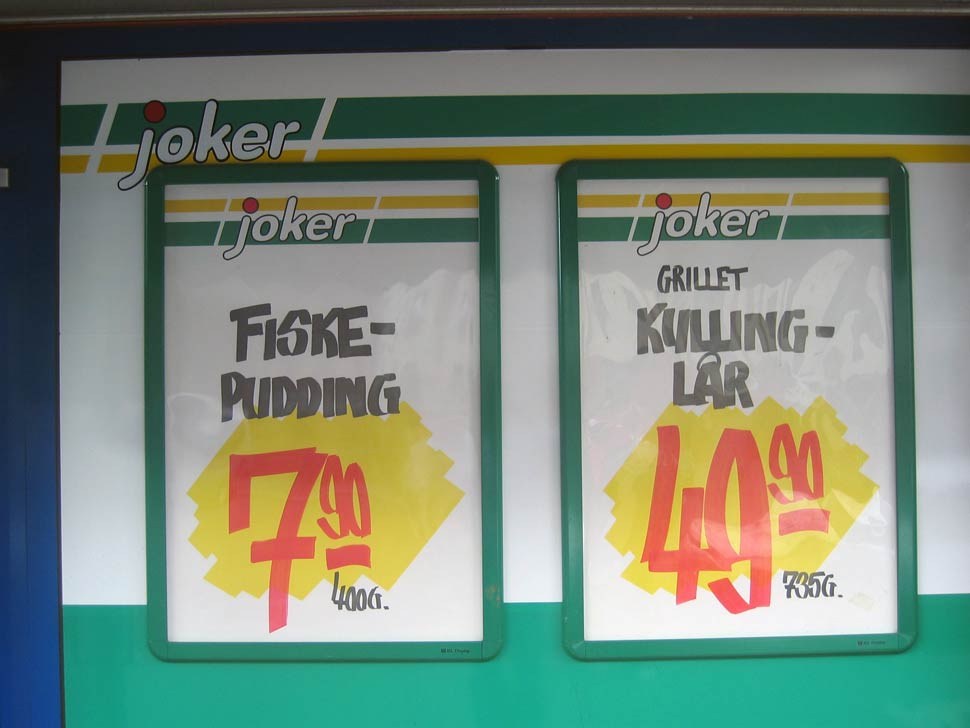 joker
joker
FISKE-
PUDDING
7 90
400G.
joker
GRILLET
KYLLING-
LÅR
49 90
735G.